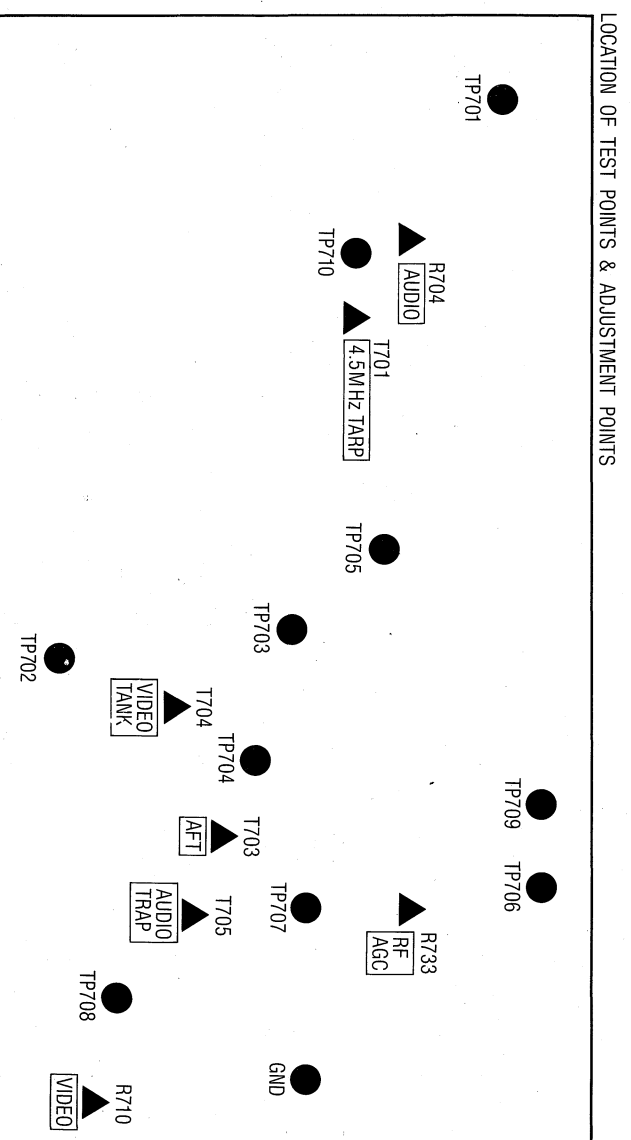 LOCATION OF TEST POINTS & ADJUSTMENT POINTS
TP701
R704
AUDIO
TP710
T701
4.5MHz TARP
TP705
TP703
TP702
T704
VIDEO
TANK
TP704
TP709
TP706
T703
AFT
TP707
R733
RF
AGC
T705
AUDIO
TRAP
TP708
GND
R710
VIDEO